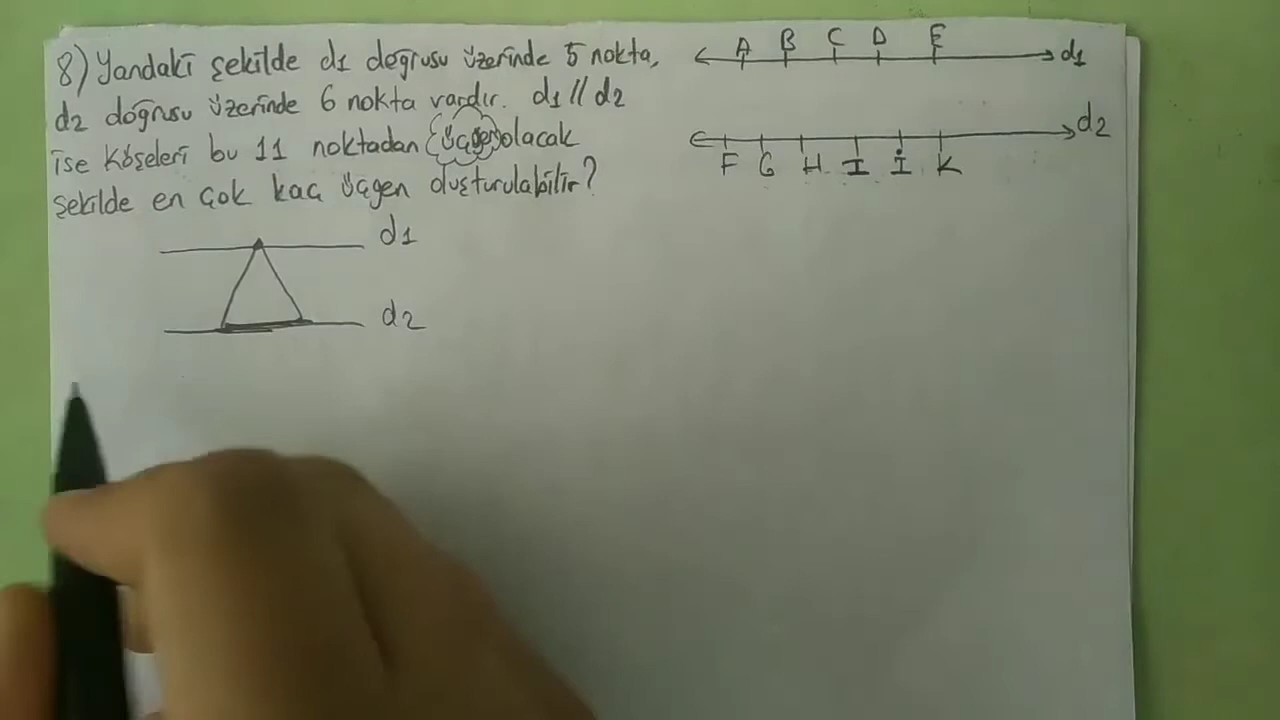 8) Yandaki şekilde d1 doğrusu üzerinde 5 nokta,
d2 doğrusu üzerinde 6 nokta vardır. d1 // d2
ise Köşeleri bu 11 noktadan üçgen olacak
şekilde en çok kaç üçgen oluşturulabilir?
A B C D E d1
d2
F G H I İ K
d1
d2